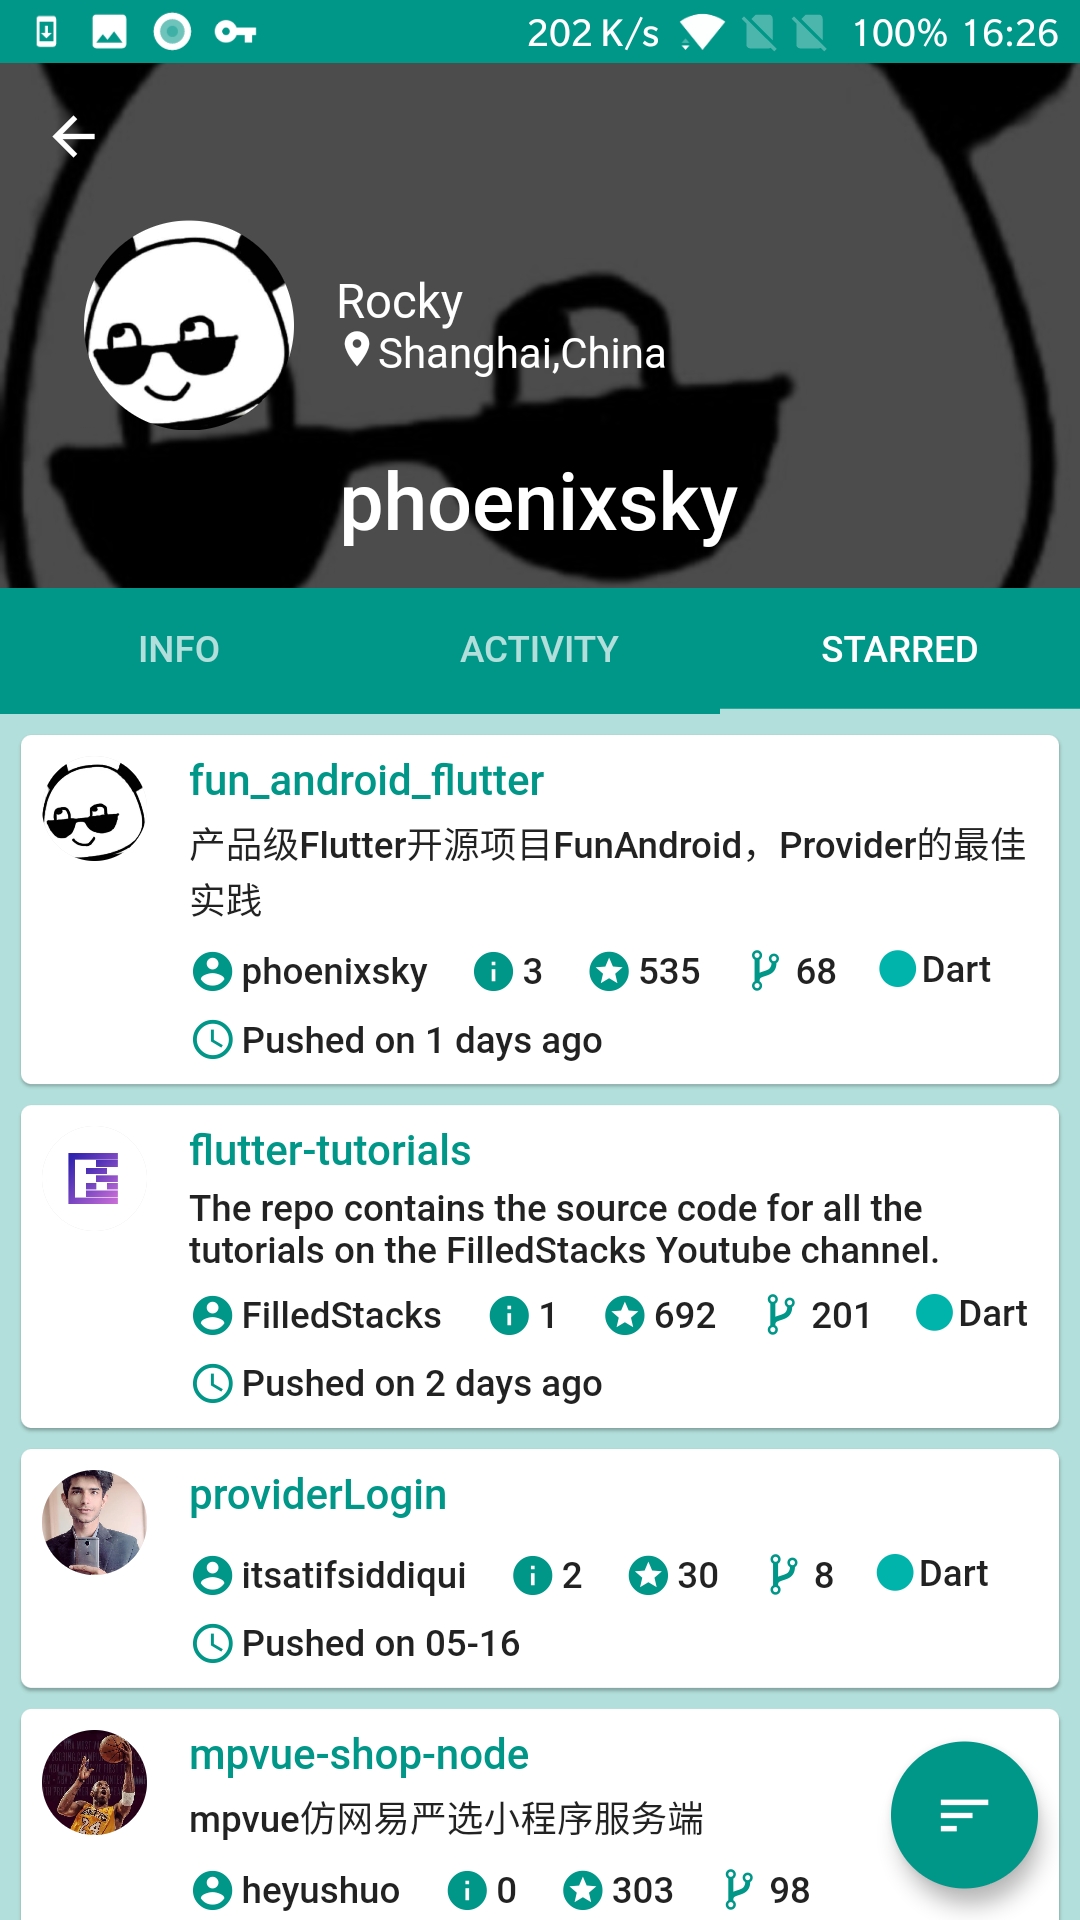 202 K/s 100% 16:26
Rocky
Shanghai,China
phoenixsky
INFO ACTIVITY STARRED
fun_android_flutter
产品级Flutter开源项目FunAndroid，Provider的最佳
实践
phoenixsky 3 535 68 Dart
Pushed on 1 days ago
flutter-tutorials
The repo contains the source code for all the
tutorials on the FilledStacks Youtube channel.
FilledStacks 1 692 201 Dart
Pushed on 2 days ago
providerLogin
itsatifsiddiqui 2 30 8 Dart
Pushed on 05-16
mpvue-shop-node
mpvue仿网易严选小程序服务端
heyushuo 0 303 98